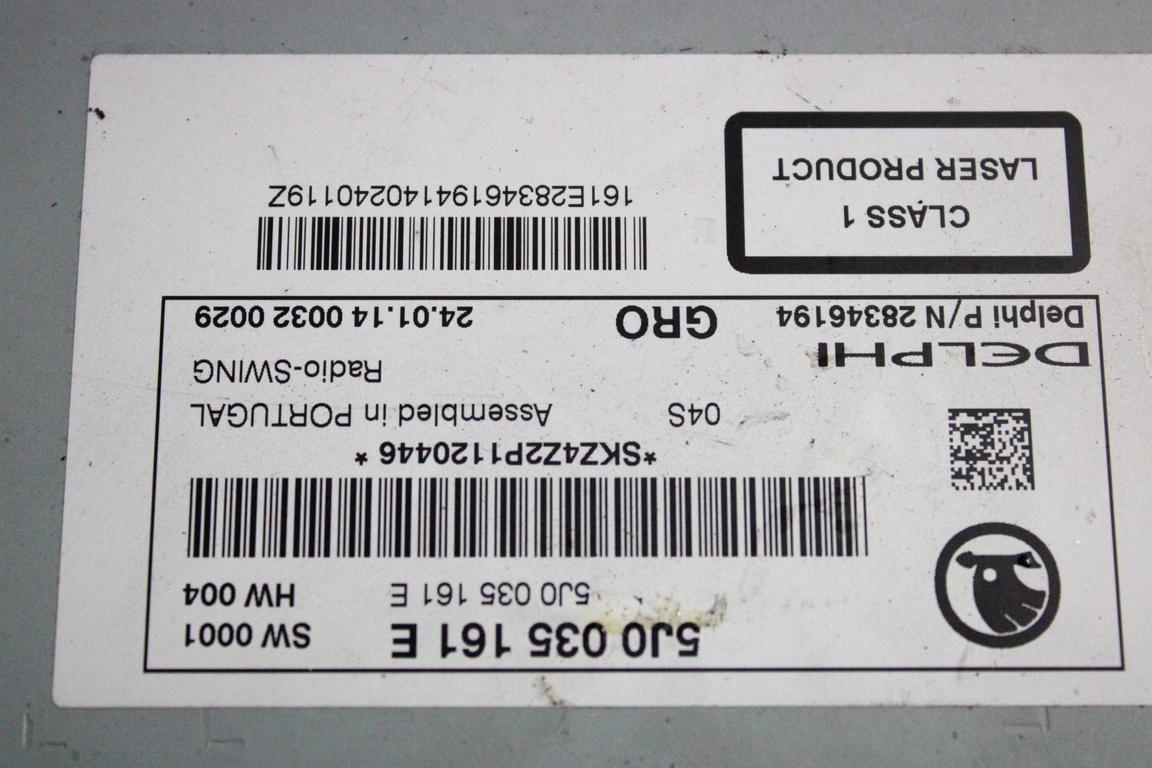 5J0 035 161 E
SW 0001
5J0 035 161 E
HW 004
*SKZ4Z2P1120446 *
04S
Assembled in PORTUGAL
DELPHI
Radio-SWING
Delphi P/N 28346194
GRO
24.01.14 0032 0029
CLASS 1
LASER PRODUCT
161E28346194140240119Z